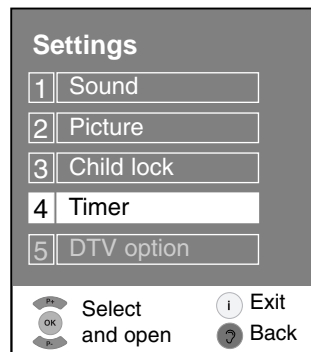 Settings
1 Sound
2 Picture
3 Child lock
4 Timer
5 DTV option
P+
OK
P-
Select
and open
i Exit
Back